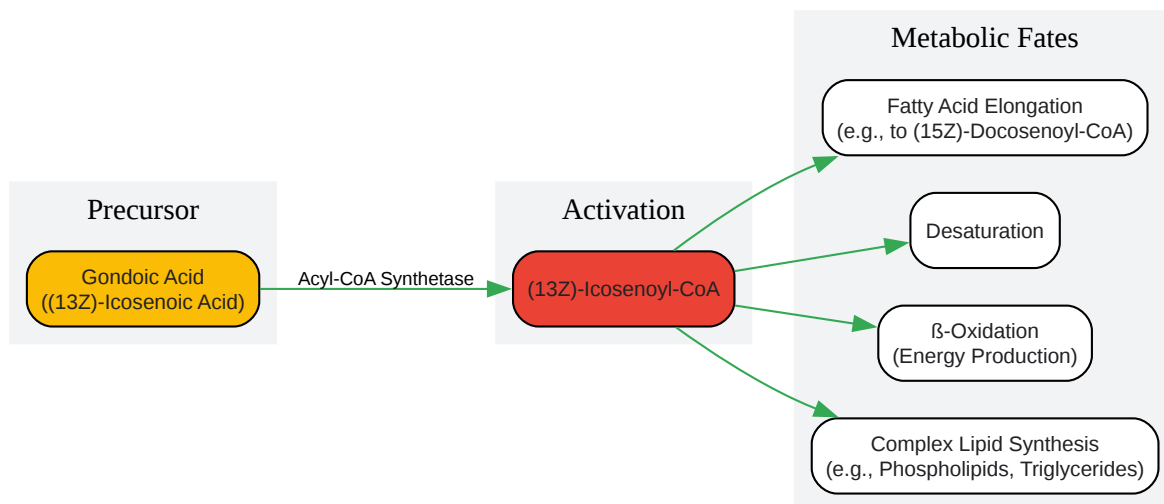 Precursor
Gondoic Acid
((13Z)-Icosenoic Acid)
Acyl-CoA Synthetase
Activation
(13Z)-Icosenoyl-CoA
Metabolic Fates
Fatty Acid Elongation
(e.g., to (15Z)-Docosenoyl-CoA)
Desaturation
ß-Oxidation
(Energy Production)
Complex Lipid Synthesis
(e.g., Phospholipids, Triglycerides)